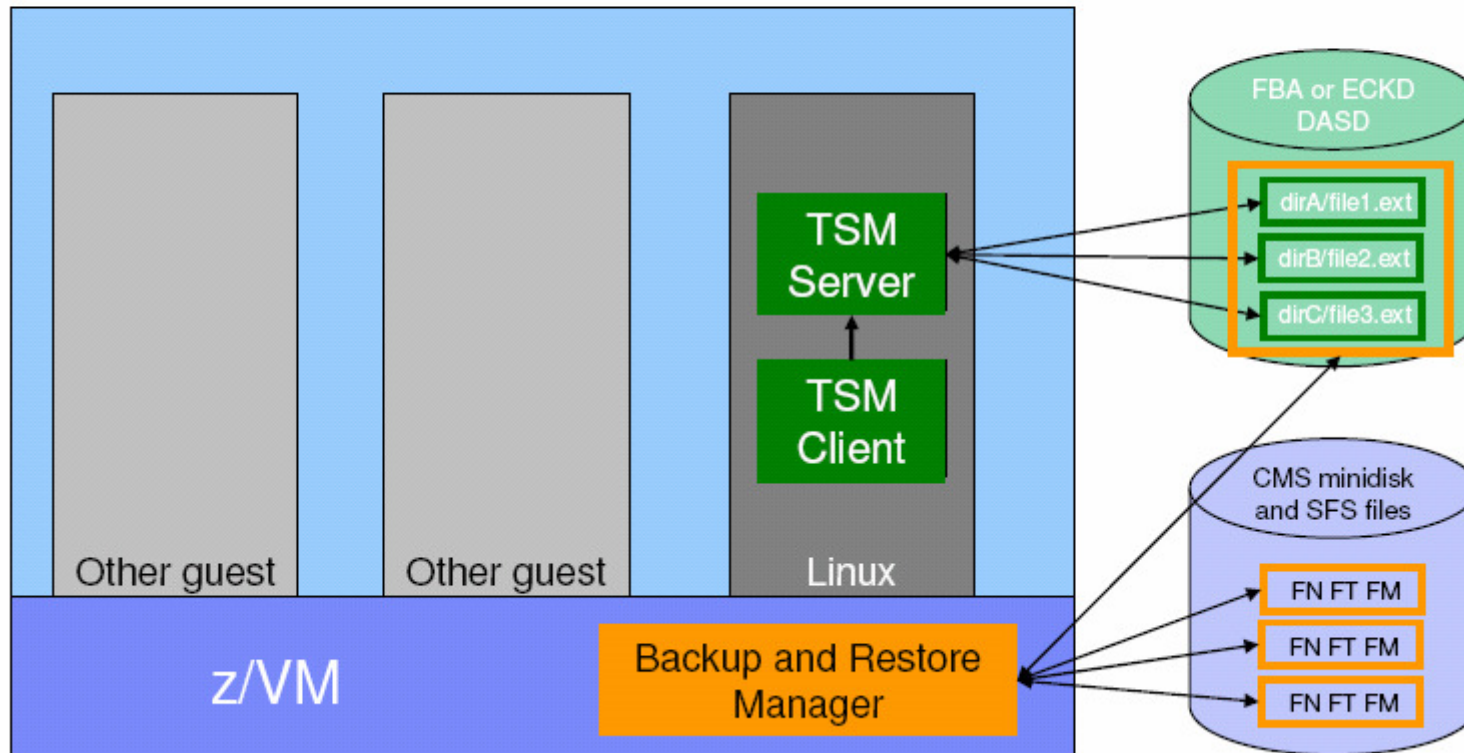 FBA or ECKD
DASD
dirA/file1.ext
dirB/file2.ext
dirC/file3.ext
TSM
Server
TSM
Client
Other guest
Other guest
Linux
CMS minidisk
and SFS files
FN FT FM
FN FT FM
FN FT FM
z/VM
Backup and Restore
Manager